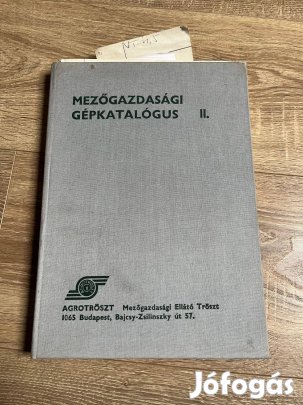 MEZŐGAZDASÁGI
GÉPKATALÓGUS II.
AGROTRÖSZT Mezőgazdasági Ellátó Tröszt
1065 Budapest, Bajcsy-Zsilinszky út 57.
Jófogás